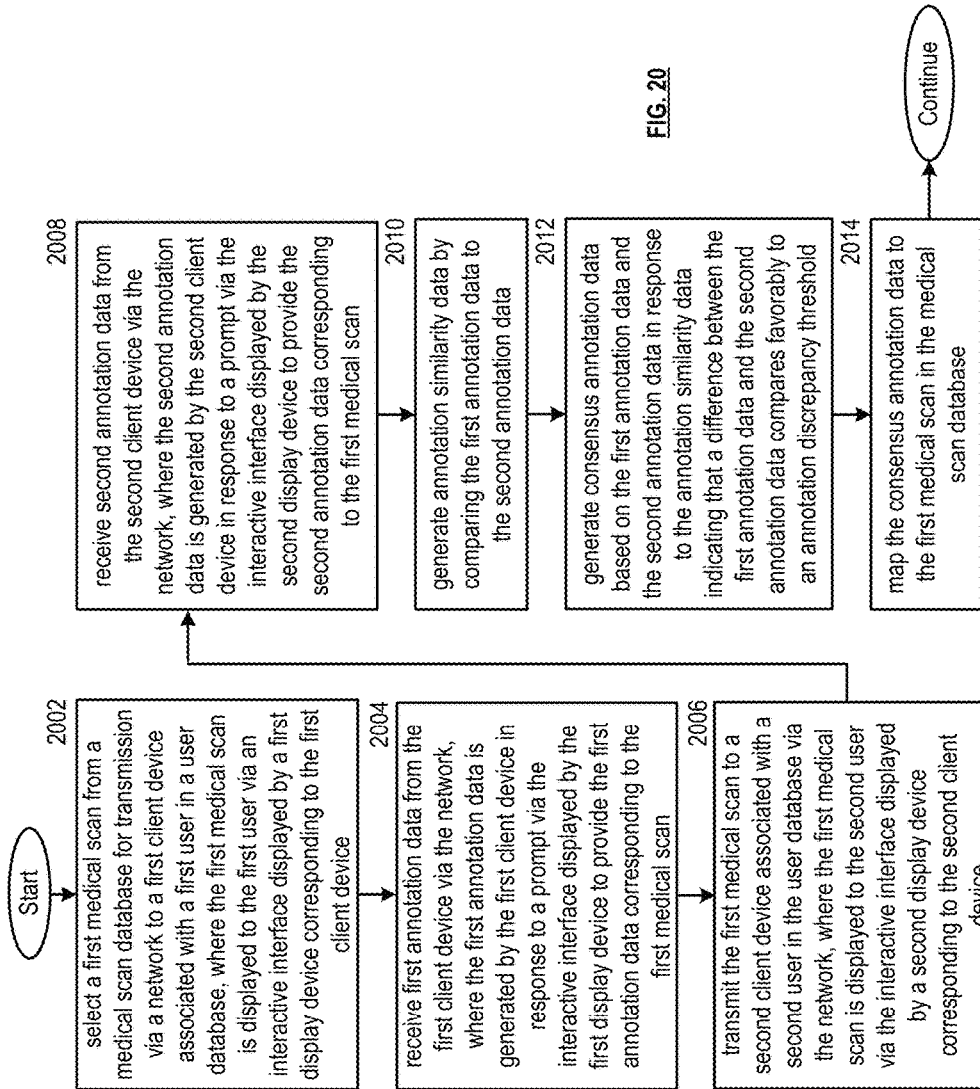 Start
2002
select a first medical scan from a
medical scan database for transmission
via a network to a first client device
associated with a first user in a user
database, where the first medical scan
is displayed to the first user via an
interactive interface displayed by a first
display device corresponding to the first
client device
2004
receive first annotation data from the
first client device via the network,
where the first annotation data is
generated by the first client device in
response to a prompt via the
interactive interface displayed by the
first display device to provide the first
annotation data corresponding to the
first medical scan
2006
transmit the first medical scan to a
second client device associated with a
second user in the user database via
the network, where the first medical
scan is displayed to the second user
via the interactive interface displayed
by a second display device
corresponding to the second client
device
2008
receive second annotation data from
the second client device via the
network, where the second annotation
data is generated by the second client
device in response to a prompt via the
interactive interface displayed by the
second display device to provide the
second annotation data corresponding
to the first medical scan
2010
generate annotation similarity data by
comparing the first annotation data to
the second annotation data
2012
generate consensus annotation data
based on the first annotation data and
the second annotation data in response
to the annotation similarity data
indicating that a difference between the
first annotation data and the second
annotation data compares favorably to
an annotation discrepancy threshold
2014
map the consensus annotation data to
the first medical scan in the medical
scan database
Continue
FIG. 20